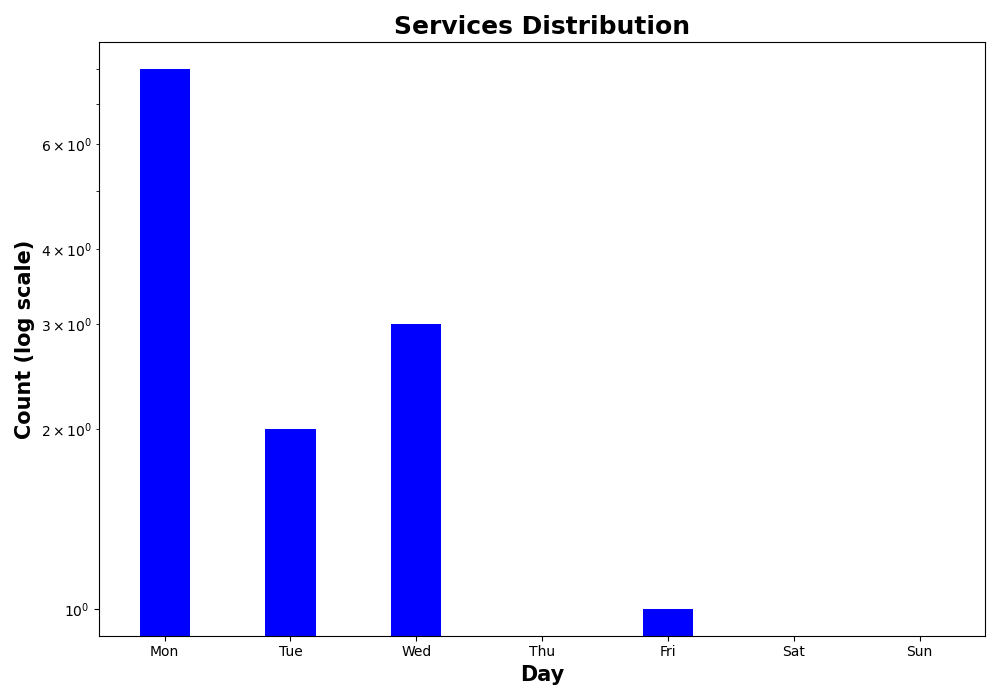 Services Distribution
6 × 10⁰
4 × 10⁰
3 × 10⁰
2 × 10⁰
10⁰
Count (log scale)
Mon Tue Wed Thu Fri Sat Sun
Day